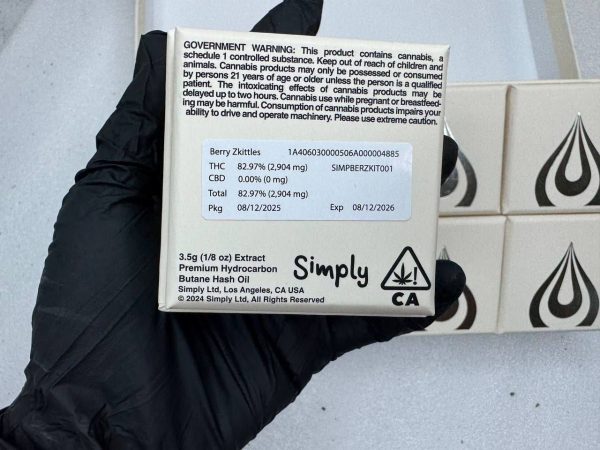 GOVERNMENT WARNING: This product contains cannabis, a
schedule 1 controlled substance. Keep out of reach of children and
animals. Cannabis products may only be possessed or consumed
by persons 21 years of age or older unless the person is a qualified
patient. The intoxicating effects of cannabis products may be
delayed up to two hours. Cannabis use while pregnant or breastfeed-
ing may be harmful. Consumption of cannabis products impairs your
ability to drive and operate machinery. Please use extreme caution.
Berry Zkittles 1A406030000506A000004885
THC 82.97% (2,904 mg) SIMPBERZKIT001
CBD 0.00% (0 mg)
Total 82.97% (2,904 mg)
Pkg 08/12/2025 Exp 08/12/2026
3.5g (1/8 oz) Extract
Premium Hydrocarbon
Butane Hash Oil
Simply Ltd, Los Angeles, CA USA
© 2024 Simply Ltd, All Rights Reserved
Simply
!
CA